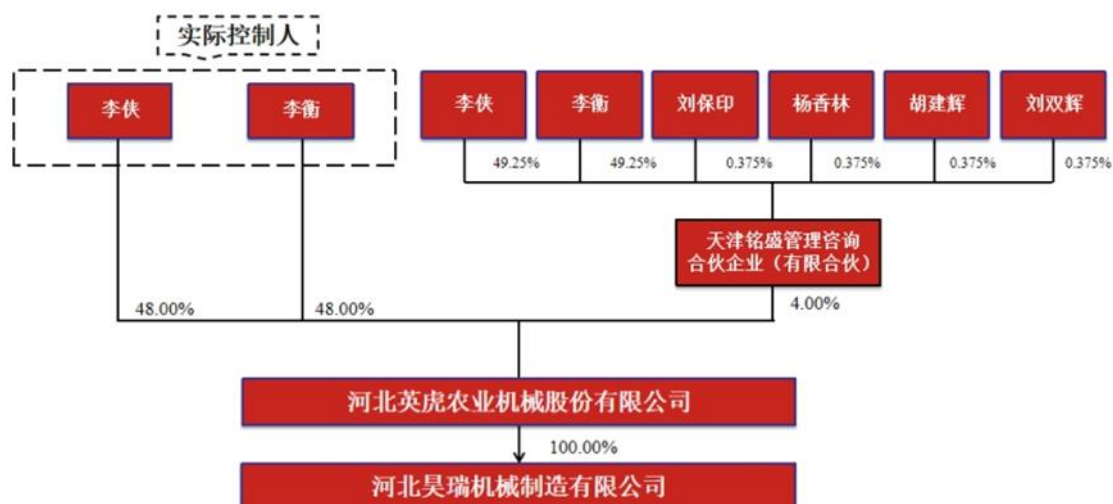 实际控制人
李侠
李衡
李侠
李衡
刘保印
杨香林
胡建辉
刘双辉
49.25%
49.25%
0.375%
0.375%
0.375%
0.375%
天津铭盛管理咨询
合伙企业（有限合伙）
48.00%
48.00%
4.00%
河北英虎农业机械股份有限公司
100.00%
河北昊瑞机械制造有限公司